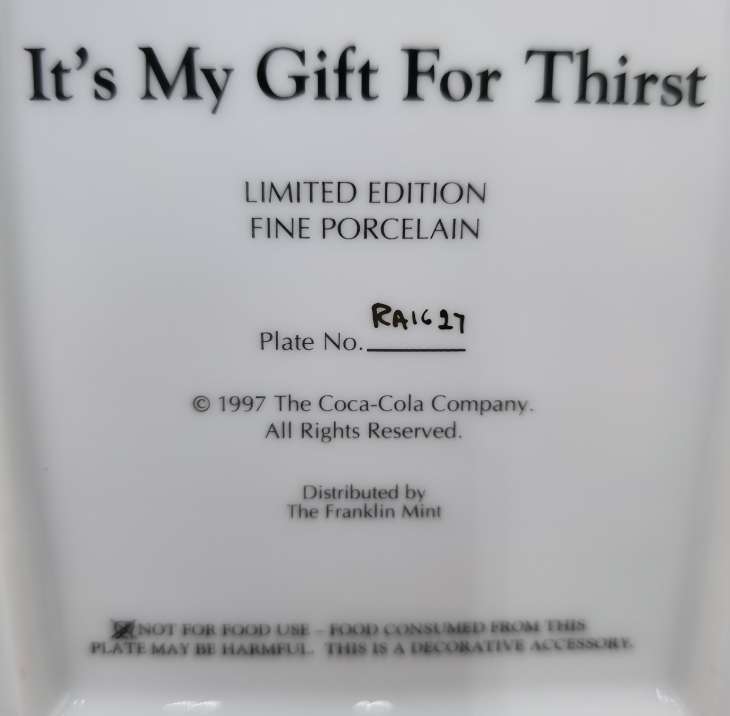 It's My Gift For Thirst
LIMITED EDITION
FINE PORCELAIN
RA1627
Plate No.
© 1997 The Coca-Cola Company.
All Rights Reserved.
Distributed by
The Franklin Mint
NOT FOR FOOD USE – FOOD CONSUMED FROM THIS
PLATE MAY BE HARMFUL. THIS IS A DECORATIVE ACCESSORY.